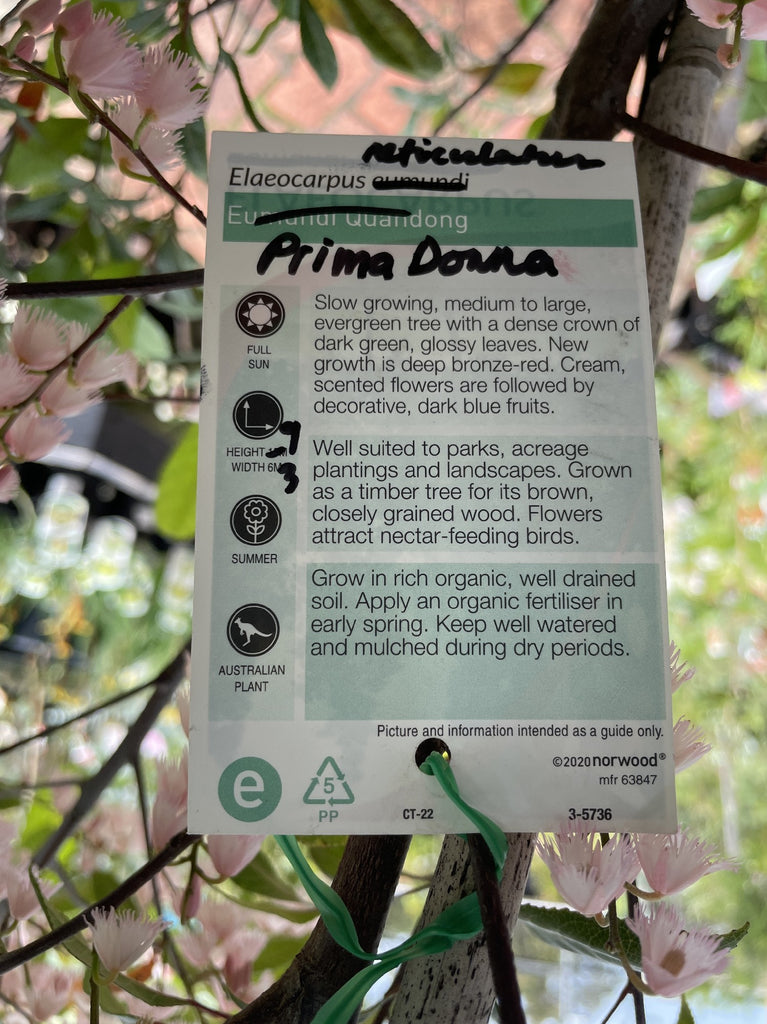 reticulatus
Elaeocarpus eumundi
Eumundi Quandong
Prima Donna
FULL
SUN
HEIGHT 7
WIDTH 6M 3
SUMMER
AUSTRALIAN
PLANT
Slow growing, medium to large,
evergreen tree with a dense crown of
dark green, glossy leaves. New
growth is deep bronze-red. Cream,
scented flowers are followed by
decorative, dark blue fruits.
Well suited to parks, acreage
plantings and landscapes. Grown
as a timber tree for its brown,
closely grained wood. Flowers
attract nectar-feeding birds.
Grow in rich organic, well drained
soil. Apply an organic fertiliser in
early spring. Keep well watered
and mulched during dry periods.
Picture and information intended as a guide only.
©2020 norwood®
mfr 63847
e
5
PP
CT-22
3-5736